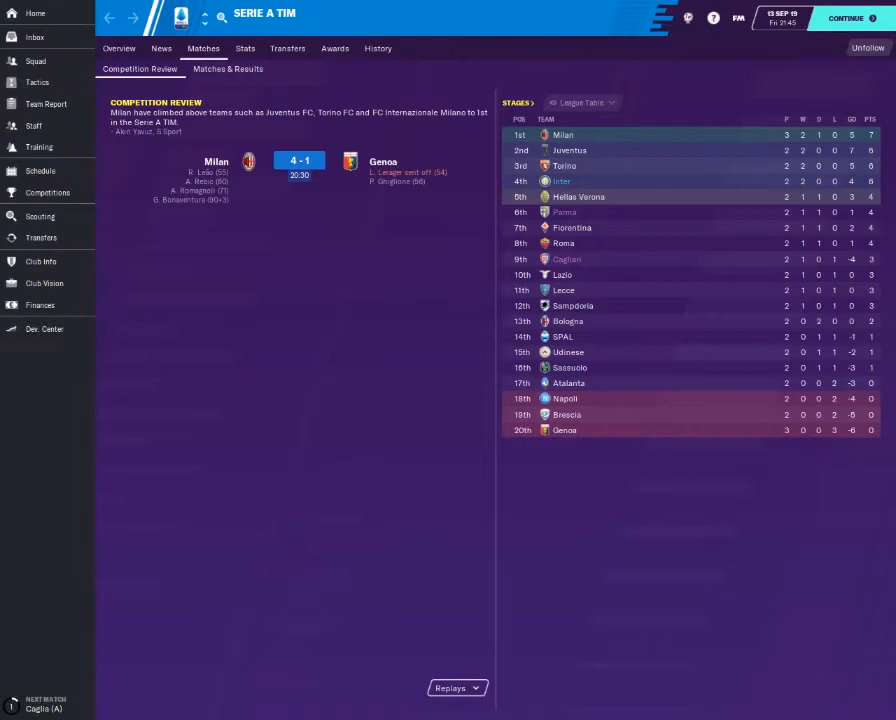 Home
Inbox
Squad
Tactics
Team Report
Staff
Training
Schedule
Competitions
Scouting
Transfers
Club Info
Club Vision
Finances
Dev. Center
1
NEXT MATCH
Caglia (A)
SERIE A TIM
?
FM
13 SEP 19
Fri 21:45
CONTINUE
Overview News Matches Stats Transfers Awards History
Unfollow
Competition Review Matches & Results
COMPETITION REVIEW
Milan have climbed above teams such as Juventus FC, Torino FC and FC Internazionale Milano to 1st
in the Serie A TIM.
- Akin Yavuz, S Sport
Milan 4 - 1 Genoa
20:30
R. Leão (55)
A. Rebic (60)
A. Romagnoli (71)
G. Bonaventura (90+3)
L. Lerager sent off (54)
P. Ghiglione (56)
Replays
STAGES> League Table
POS TEAM P W D L GD PTS
1st Milan 3 2 1 0 5 7
2nd Juventus 2 2 0 0 7 6
3rd Torino 2 2 0 0 5 6
4th Inter 2 2 0 0 4 6
5th Hellas Verona 2 1 1 0 3 4
6th Parma 2 1 1 0 1 4
7th Fiorentina 2 1 1 0 2 4
8th Roma 2 1 1 0 1 4
9th Cagliari 2 1 0 1 -4 3
10th Lazio 2 1 0 1 0 3
11th Lecce 2 1 0 1 0 3
12th Sampdoria 2 1 0 1 0 3
13th Bologna 2 0 2 0 0 2
14th SPAL 2 0 1 1 -1 1
15th Udinese 2 0 1 1 -2 1
16th Sassuolo 2 0 1 1 -3 1
17th Atalanta 2 0 0 2 -3 0
18th Napoli 2 0 0 2 -4 0
19th Brescia 2 0 0 2 -5 0
20th Genoa 3 0 0 3 -6 0